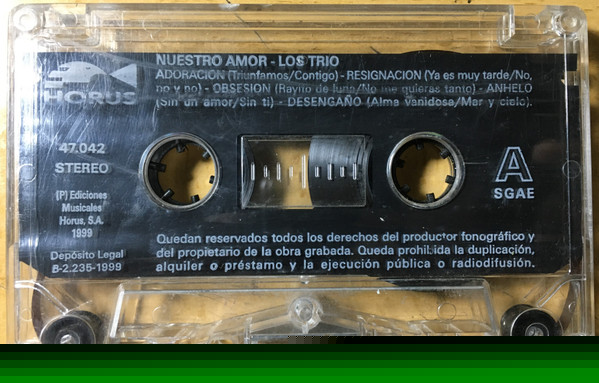 NUESTRO AMOR - LOS TRIO
ADORACION (Triunfamos/Contigo) - RESIGNACION (Ya es muy tarde/No,
no y no) - OBSESION (Rayito de luna/No me quieras tanto) - ANHELO
(Sin un amor/Sin ti) - DESENGAÑO (Alma vanidosa/Mar y cielo).
HORUS
47.042
STEREO
(P) Ediciones
Musicales
Horus, S.A.
1999
Depósito Legal
B-2.235-1999
A
SGAE
Quedan reservados todos los derechos del productor fonográfico y
del propietario de la obra grabada. Queda prohibida la duplicación,
alquiler o préstamo y la ejecución pública o radiodifusión.